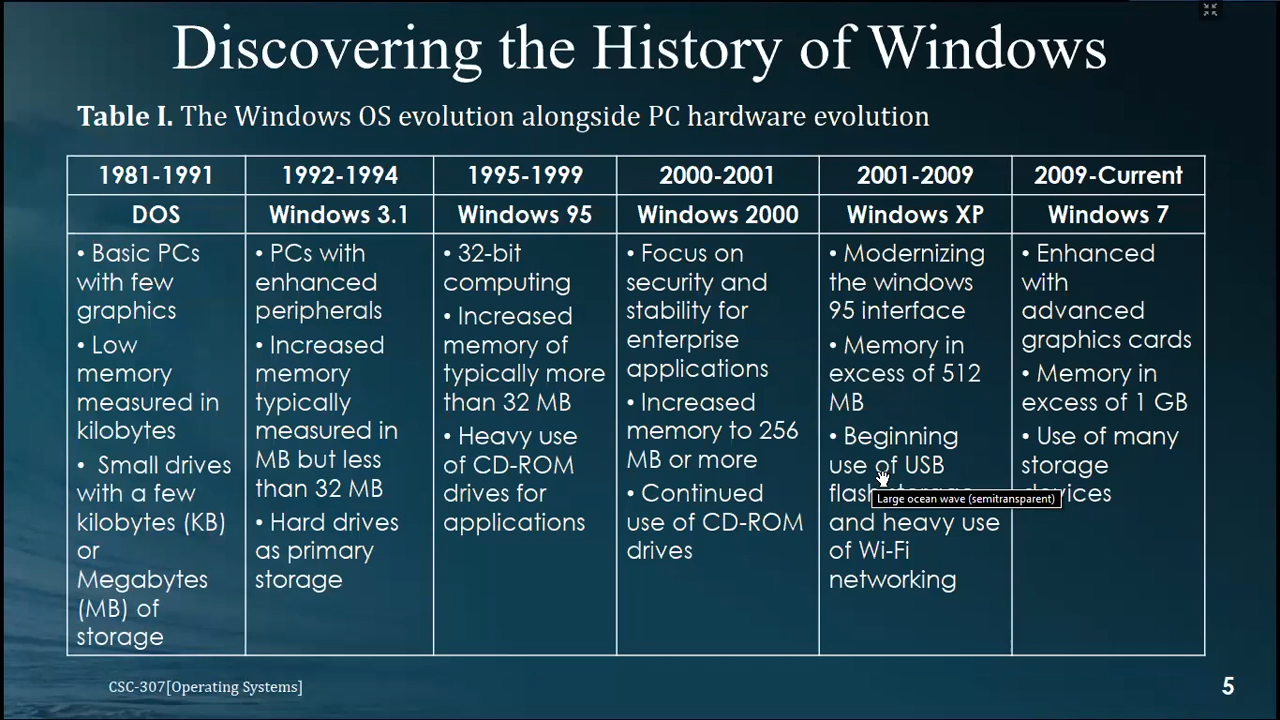 Discovering the History of Windows
Table I. The Windows OS evolution alongside PC hardware evolution
1981-1991
1992-1994
1995-1999
2000-2001
2001-2009
2009-Current
DOS
Windows 3.1
Windows 95
Windows 2000
Windows XP
Windows 7
• Basic PCs
with few
graphics
• Low
memory
measured in
kilobytes
• Small drives
with a few
kilobytes (KB)
or
Megabytes
(MB) of
storage
• PCs with
enhanced
peripherals
• Increased
memory
typically
measured in
MB but less
than 32 MB
• Hard drives
as primary
storage
• 32-bit
computing
• Increased
memory of
typically more
than 32 MB
• Heavy use
of CD-ROM
drives for
applications
• Focus on
security and
stability for
enterprise
applications
• Increased
memory to 256
MB or more
• Continued
use of CD-ROM
drives
• Modernizing
the windows
95 interface
• Memory in
excess of 512
MB
• Beginning
use of USB
flash
and heavy use
of Wi-Fi
networking
Large ocean wave (semitransparent)
• Enhanced
with
advanced
graphics cards
• Memory in
excess of 1 GB
• Use of many
storage
devices
CSC-307[Operating Systems]
5